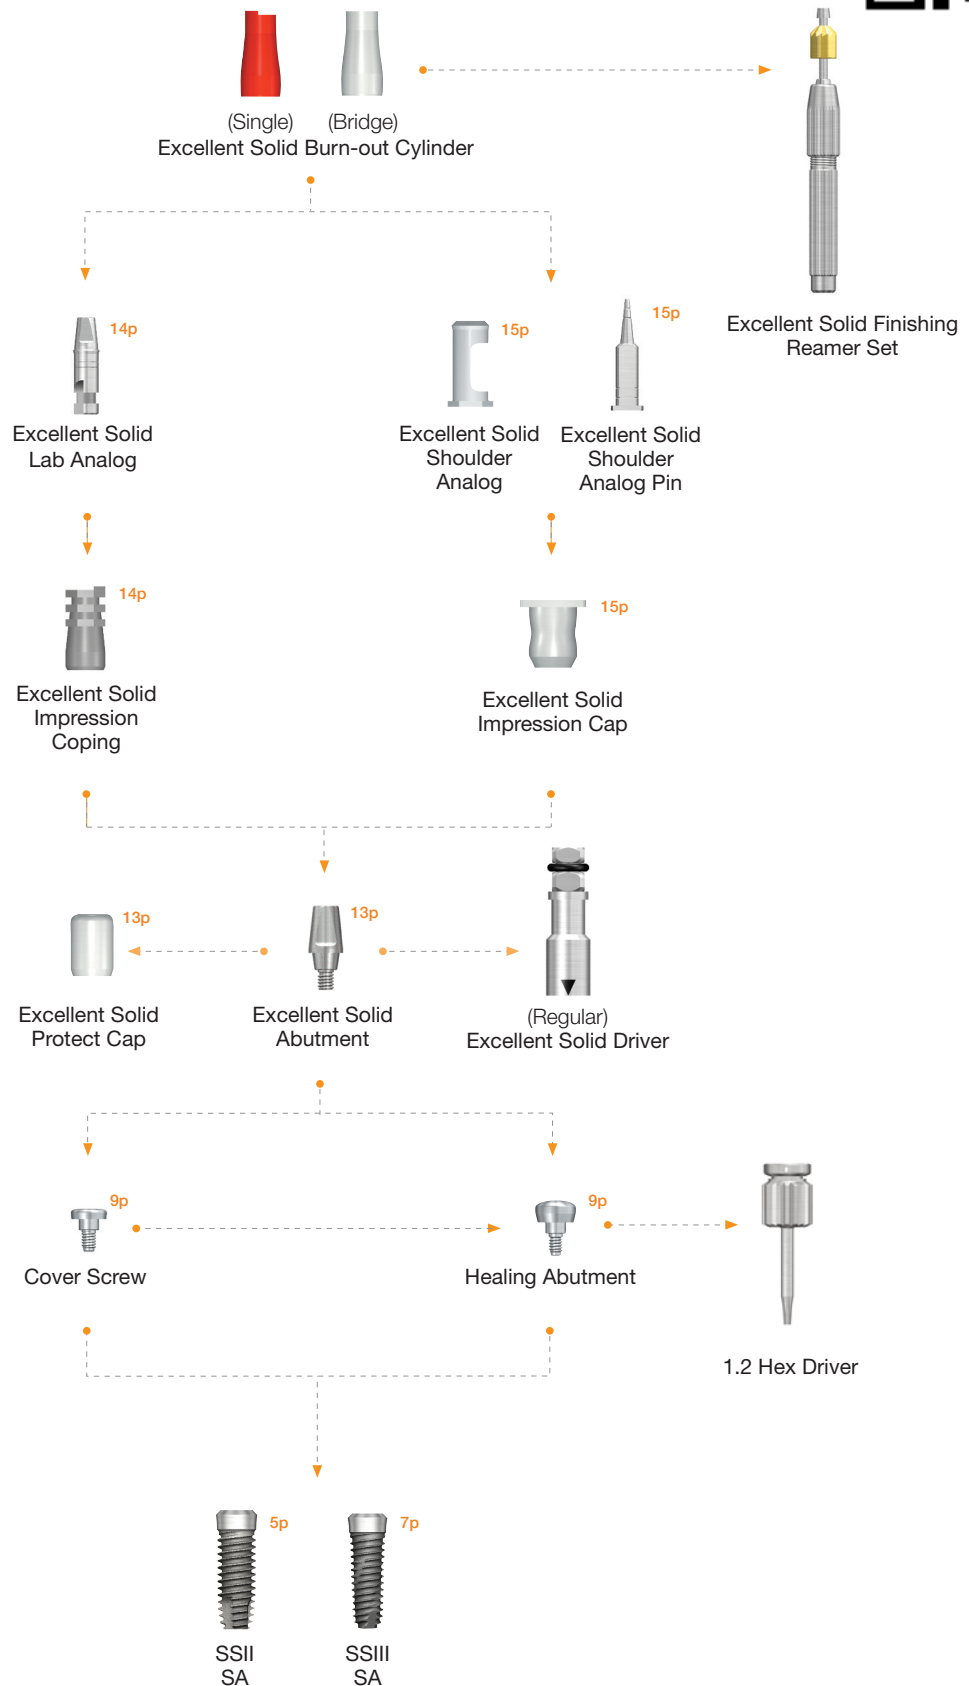 (Single)
(Bridge)
Excellent Solid Burn-out Cylinder
Excellent Solid Finishing
Reamer Set
14p
Excellent Solid
Lab Analog
15p
Excellent Solid
Shoulder
Analog
15p
Excellent Solid
Shoulder
Analog Pin
14p
Excellent Solid
Impression
Coping
15p
Excellent Solid
Impression Cap
13p
Excellent Solid
Protect Cap
13p
Excellent Solid
Abutment
(Regular)
Excellent Solid Driver
9p
Cover Screw
9p
Healing Abutment
1.2 Hex Driver
5p
SSII
SA
7p
SSIII
SA